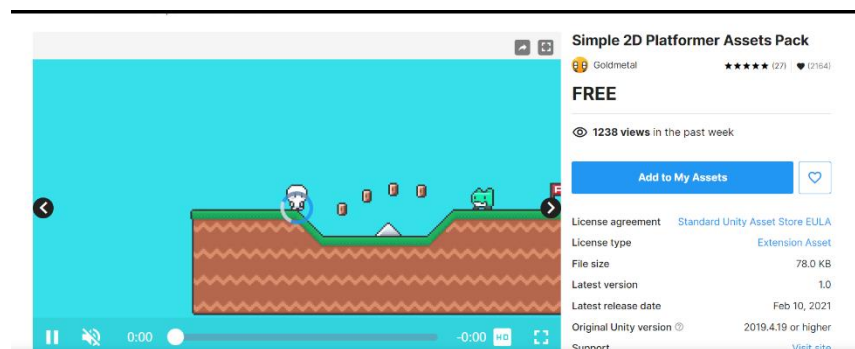 Simple 2D Platformer Assets Pack
Goldmetal ★★★★★ (27) ♥ (2164)
FREE
1238 views in the past week
Add to My Assets
License agreement Standard Unity Asset Store EULA
License type Extension Asset
File size 78.0 KB
Latest version 1.0
Latest release date Feb 10, 2021
Original Unity version 2019.4.19 or higher
Support Visit site
0:00 -0:00 HD